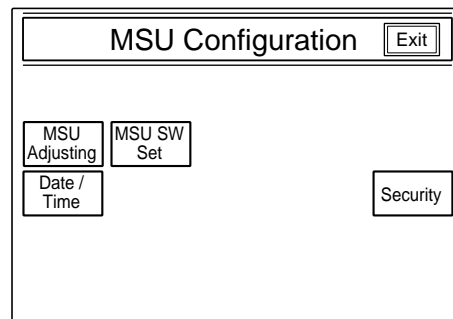 MSU Configuration
Exit
MSU
Adjusting
MSU SW
Set
Date /
Time
Security